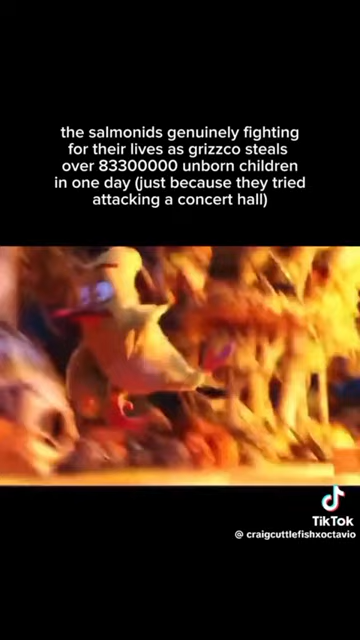 the salmonids genuinely fighting
for their lives as grizzco steals
over 83300000 unborn children
in one day (just because they tried
attacking a concert hall)
TikTok
@ craigcuttlefishxoctavio